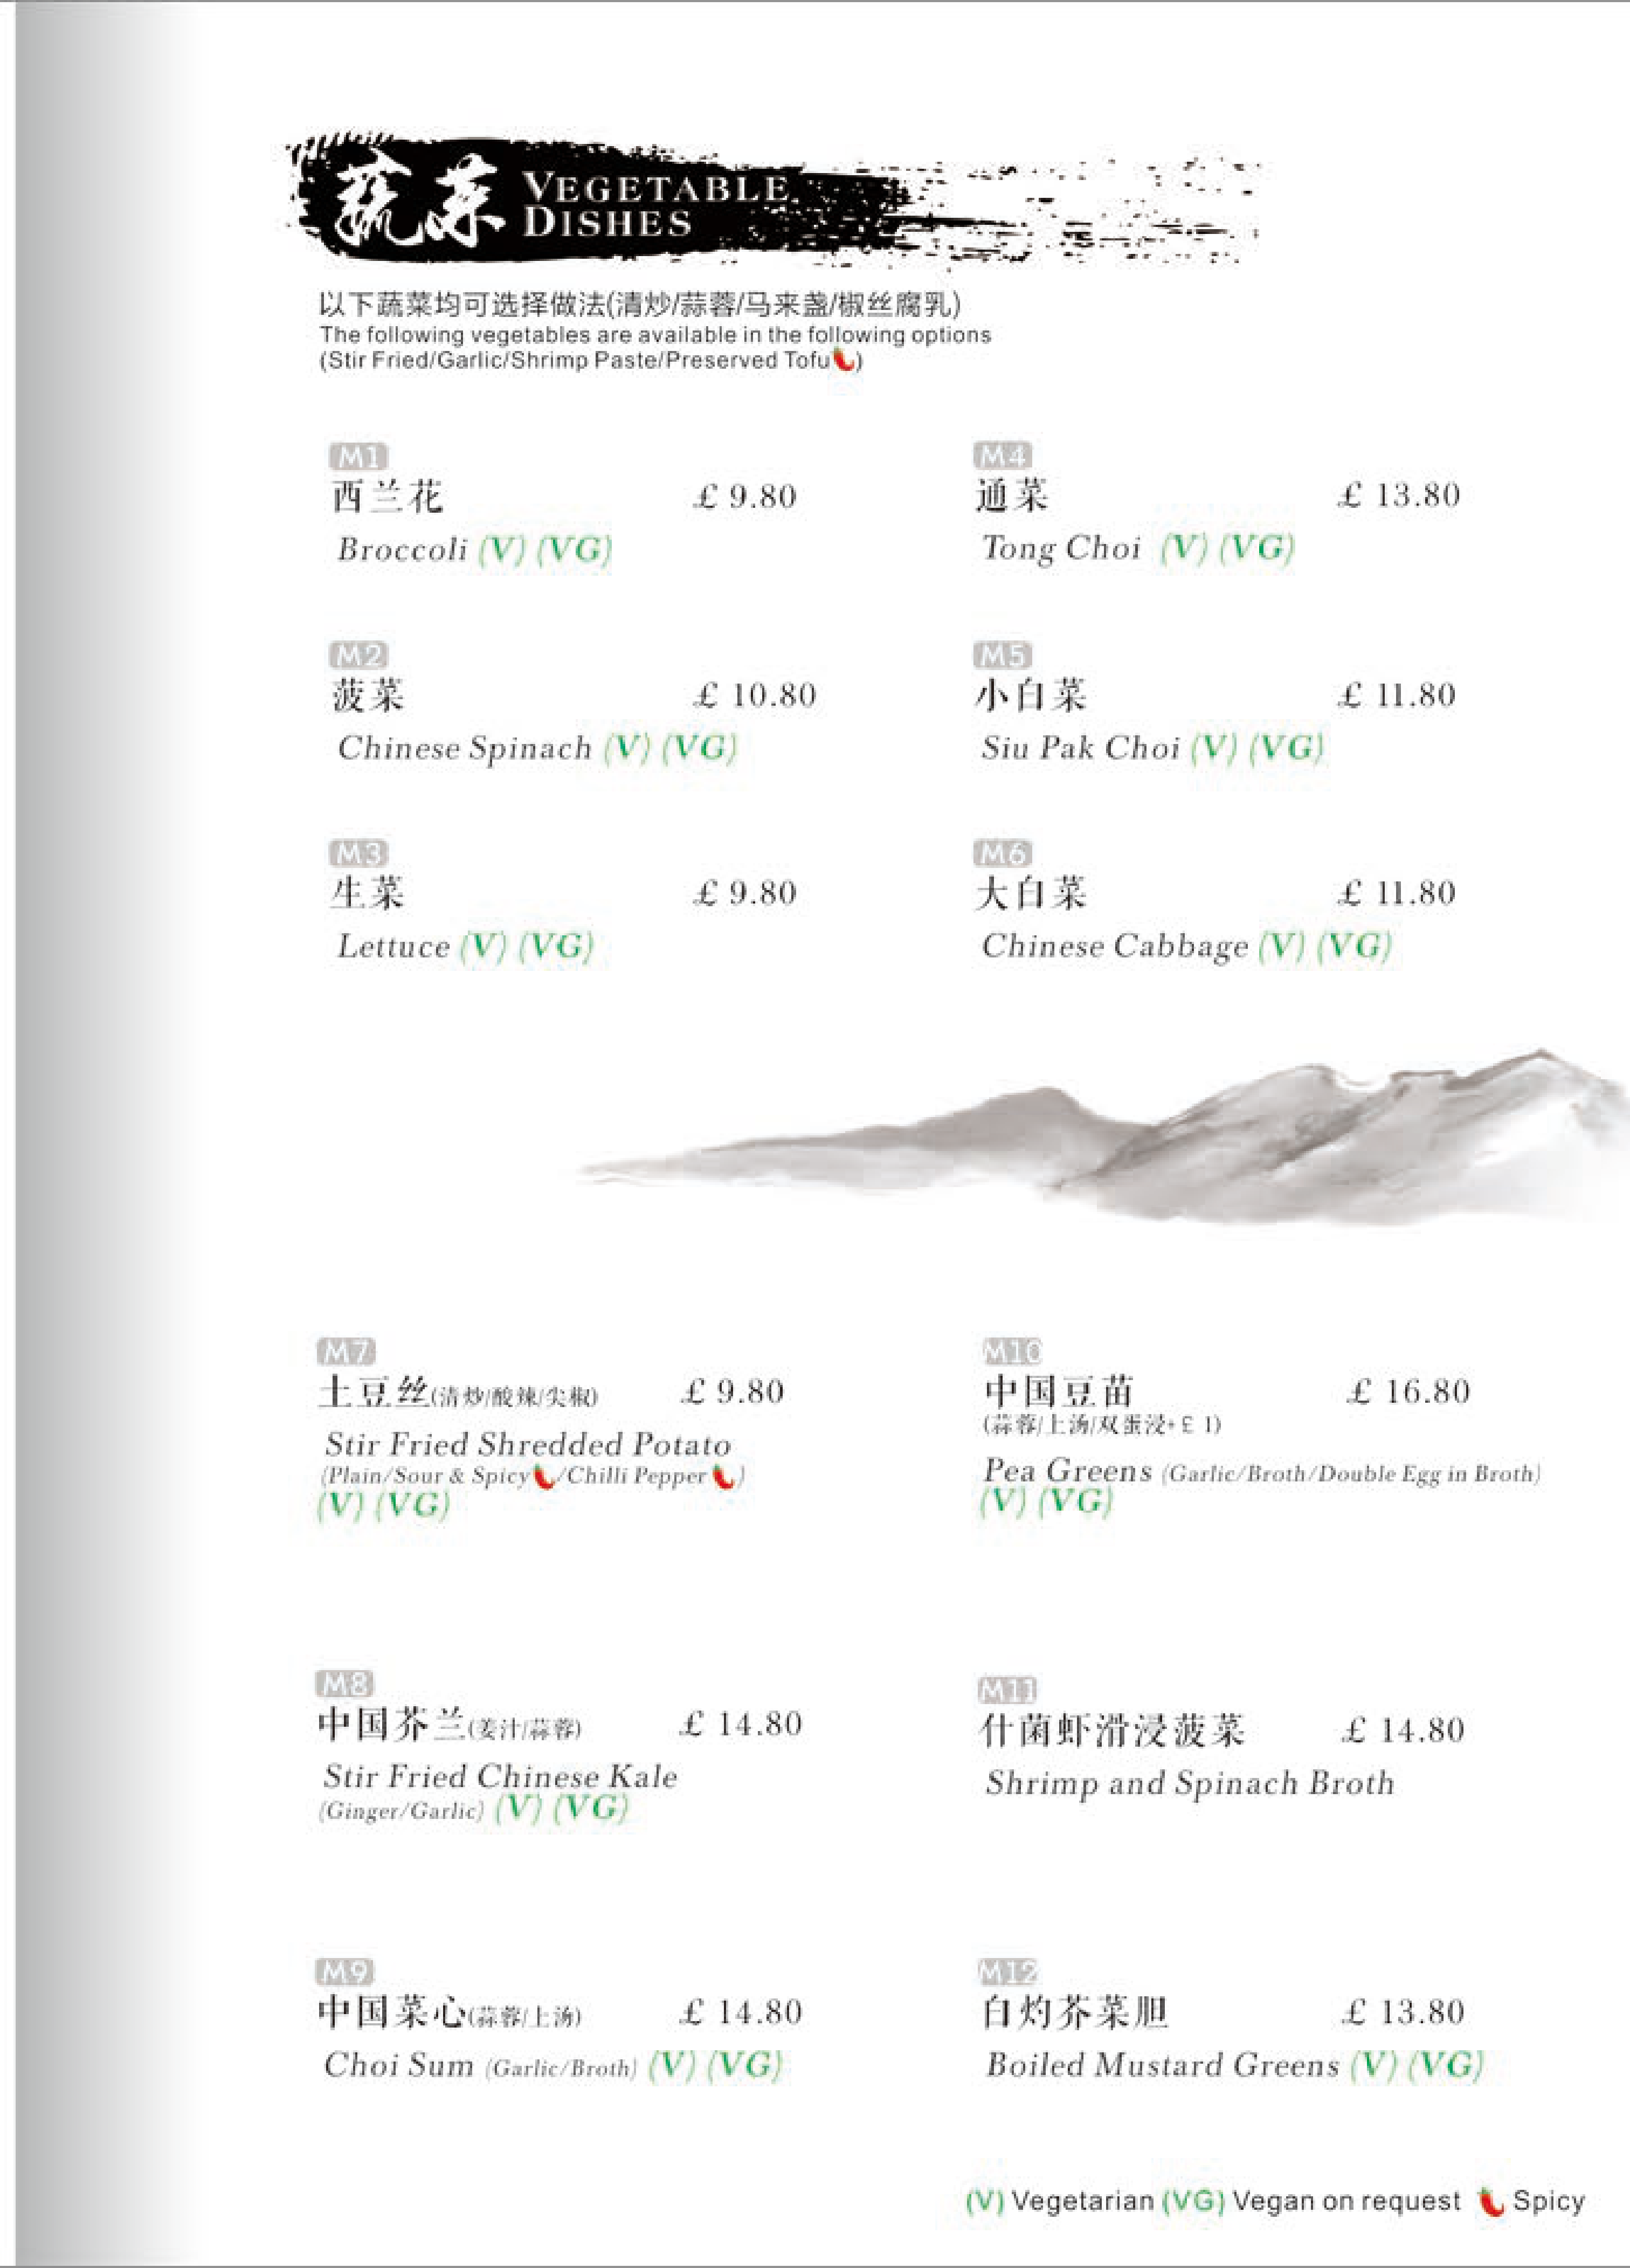 蔬菜 VEGETABLE DISHES
以下蔬菜均可选择做法(清炒/蒜蓉/马来盏/椒丝腐乳)
The following vegetables are available in the following options
(Stir Fried/Garlic/Shrimp Paste/Preserved Tofu)
M1
西兰花 £ 9.80
Broccoli (V) (VG)
M2
菠菜 £ 10.80
Chinese Spinach (V) (VG)
M3
生菜 £ 9.80
Lettuce (V) (VG)
M4
通菜 £ 13.80
Tong Choi (V) (VG)
M5
小白菜 £ 11.80
Siu Pak Choi (V) (VG)
M6
大白菜 £ 11.80
Chinese Cabbage (V) (VG)
M7
土豆丝(清炒/酸辣/尖椒) £ 9.80
Stir Fried Shredded Potato
(Plain/Sour & Spicy/Chilli Pepper)
(V) (VG)
M8
中国芥兰(姜汁/蒜蓉) £ 14.80
Stir Fried Chinese Kale
(Ginger/Garlic) (V) (VG)
M9
中国菜心(蒜蓉/上汤) £ 14.80
Choi Sum (Garlic/Broth) (V) (VG)
M10
中国豆苗 £ 16.80
(蒜蓉/上汤/双蛋浸+£ 1)
Pea Greens (Garlic/Broth/Double Egg in Broth)
(V) (VG)
M11
什菌虾滑浸菠菜 £ 14.80
Shrimp and Spinach Broth
M12
白灼芥菜胆 £ 13.80
Boiled Mustard Greens (V) (VG)
(V) Vegetarian (VG) Vegan on request Spicy